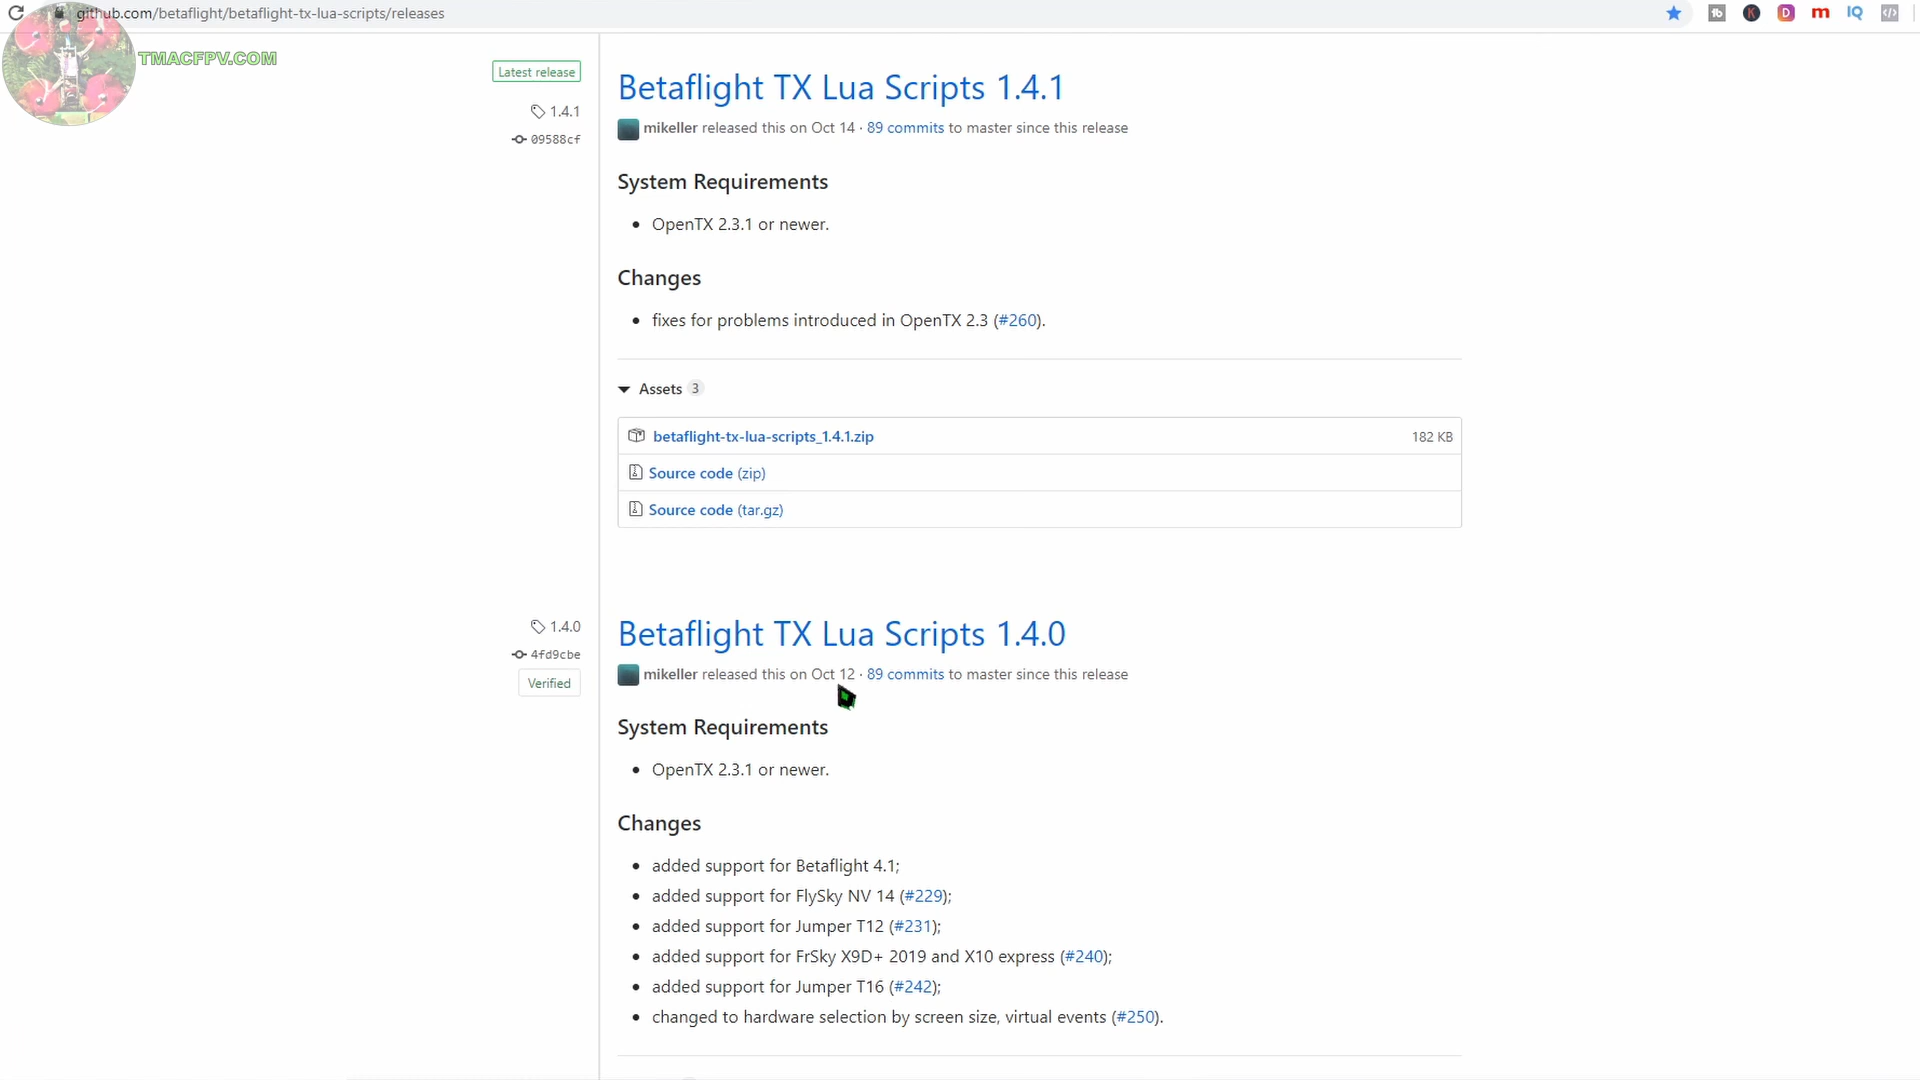 github.com/betaflight/betaflight-tx-lua-scripts/releases
tb K D m IQ </>
TMACFPV.COM
Latest release
1.4.1
09588cf
Betaflight TX Lua Scripts 1.4.1
mikeller released this on Oct 14 · 89 commits to master since this release
System Requirements
• OpenTX 2.3.1 or newer.
Changes
• fixes for problems introduced in OpenTX 2.3 (#260).
Assets 3
betaflight-tx-lua-scripts_1.4.1.zip 182 KB
Source code (zip)
Source code (tar.gz)
1.4.0
4fd9cbe
Verified
Betaflight TX Lua Scripts 1.4.0
mikeller released this on Oct 12 · 89 commits to master since this release
System Requirements
• OpenTX 2.3.1 or newer.
Changes
• added support for Betaflight 4.1;
• added support for FlySky NV 14 (#229);
• added support for Jumper T12 (#231);
• added support for FrSky X9D+ 2019 and X10 express (#240);
• added support for Jumper T16 (#242);
• changed to hardware selection by screen size, virtual events (#250).